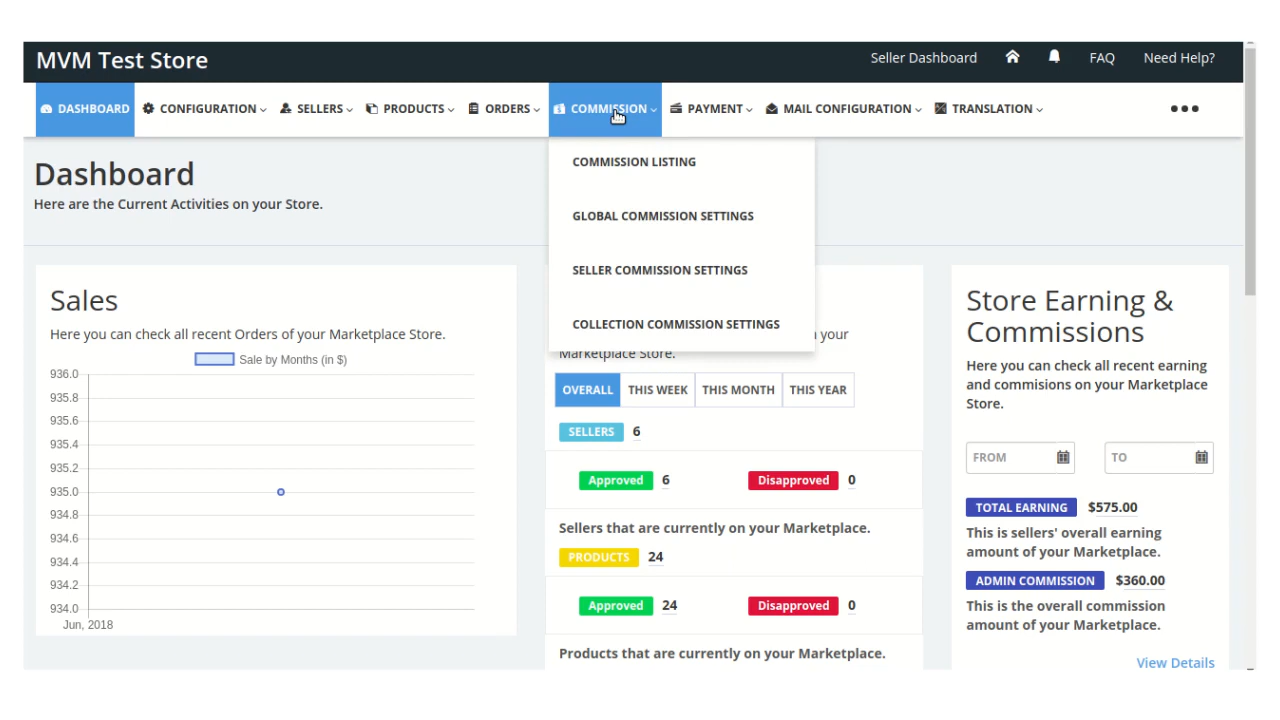 MVM Test Store
Seller Dashboard
FAQ
Need Help?
DASHBOARD
CONFIGURATION
SELLERS
PRODUCTS
ORDERS
COMMISSION
PAYMENT
MAIL CONFIGURATION
TRANSLATION
COMMISSION LISTING
GLOBAL COMMISSION SETTINGS
SELLER COMMISSION SETTINGS
COLLECTION COMMISSION SETTINGS
Dashboard
Here are the Current Activities on your Store.
Sales
Here you can check all recent Orders of your Marketplace Store.
Sale by Months (in $)
936.0
935.8
935.6
935.4
935.2
935.0
934.8
934.6
934.4
934.2
934.0
Jun, 2018
your
Marketplace Store.
OVERALL
THIS WEEK
THIS MONTH
THIS YEAR
SELLERS 6
Approved 6
Disapproved 0
Sellers that are currently on your Marketplace.
PRODUCTS 24
Approved 24
Disapproved 0
Products that are currently on your Marketplace.
Store Earning &
Commissions
Here you can check all recent earning
and commisions on your Marketplace
Store.
FROM
TO
TOTAL EARNING $575.00
This is sellers' overall earning
amount of your Marketplace.
ADMIN COMMISSION $360.00
This is the overall commission
amount of your Marketplace.
View Details